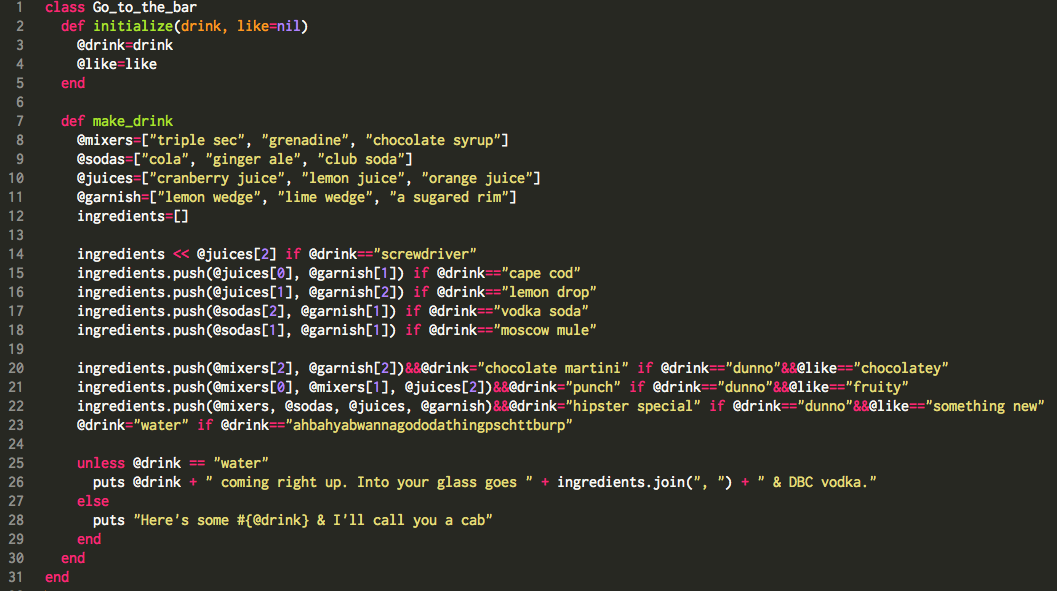 1 class Go_to_the_bar
2   def initialize(drink, like=nil)
3     @drink=drink
4     @like=like
5   end
6
7   def make_drink
8     @mixers=["triple sec", "grenadine", "chocolate syrup"]
9     @sodas=["cola", "ginger ale", "club soda"]
10     @juices=["cranberry juice", "lemon juice", "orange juice"]
11     @garnish=["lemon wedge", "lime wedge", "a sugared rim"]
12     ingredients=[]
13
14     ingredients << @juices[2] if @drink=="screwdriver"
15     ingredients.push(@juices[0], @garnish[1]) if @drink=="cape cod"
16     ingredients.push(@juices[1], @garnish[2]) if @drink=="lemon drop"
17     ingredients.push(@sodas[2], @garnish[1]) if @drink=="vodka soda"
18     ingredients.push(@sodas[1], @garnish[1]) if @drink=="moscow mule"
19
20     ingredients.push(@mixers[2], @garnish[2])&&@drink="chocolate martini" if @drink=="dunno"&&@like=="chocolatey"
21     ingredients.push(@mixers[0], @mixers[1], @juices[2])&&@drink="punch" if @drink=="dunno"&&@like=="fruity"
22     ingredients.push(@mixers, @sodas, @juices, @garnish)&&@drink="hipster special" if @drink=="dunno"&&@like=="something new"
23     @drink="water" if @drink=="ahbahyabwannagododathingpschttburp"
24
25     unless @drink == "water"
26       puts @drink + " coming right up. Into your glass goes " + ingredients.join(", ") + " & DBC vodka."
27     else
28       puts "Here's some #{@drink} & I'll call you a cab"
29     end
30   end
31 end